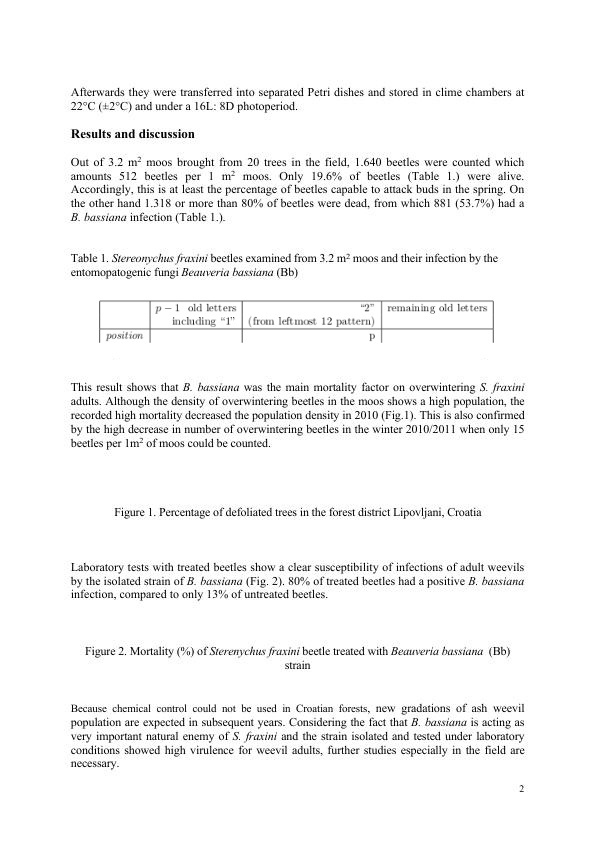 Afterwards they were transferred into separated Petri dishes and stored in clime chambers at
22°C (±2°C) and under a 16L: 8D photoperiod.
Results and discussion
Out of 3.2 m² moos brought from 20 trees in the field, 1.640 beetles were counted which
amounts 512 beetles per 1 m² moos. Only 19.6% of beetles (Table 1.) were alive.
Accordingly, this is at least the percentage of beetles capable to attack buds in the spring. On
the other hand 1.318 or more than 80% of beetles were dead, from which 881 (53.7%) had a
B. bassiana infection (Table 1.).
Table 1. Stereonychus fraxini beetles examined from 3.2 m² moos and their infection by the
entomopatogenic fungi Beauveria bassiana (Bb)
p − 1 old letters “2” remaining old letters
including “1” (from leftmost 12 pattern)
position p
This result shows that B. bassiana was the main mortality factor on overwintering S. fraxini
adults. Although the density of overwintering beetles in the moos shows a high population, the
recorded high mortality decreased the population density in 2010 (Fig.1). This is also confirmed
by the high decrease in number of overwintering beetles in the winter 2010/2011 when only 15
beetles per 1m² of moos could be counted.
Figure 1. Percentage of defoliated trees in the forest district Lipovljani, Croatia
Laboratory tests with treated beetles show a clear susceptibility of infections of adult weevils
by the isolated strain of B. bassiana (Fig. 2). 80% of treated beetles had a positive B. bassiana
infection, compared to only 13% of untreated beetles.
Figure 2. Mortality (%) of Sterenychus fraxini beetle treated with Beauveria bassiana (Bb)
strain
Because chemical control could not be used in Croatian forests, new gradations of ash weevil
population are expected in subsequent years. Considering the fact that B. bassiana is acting as
very important natural enemy of S. fraxini and the strain isolated and tested under laboratory
conditions showed high virulence for weevil adults, further studies especially in the field are
necessary.
2